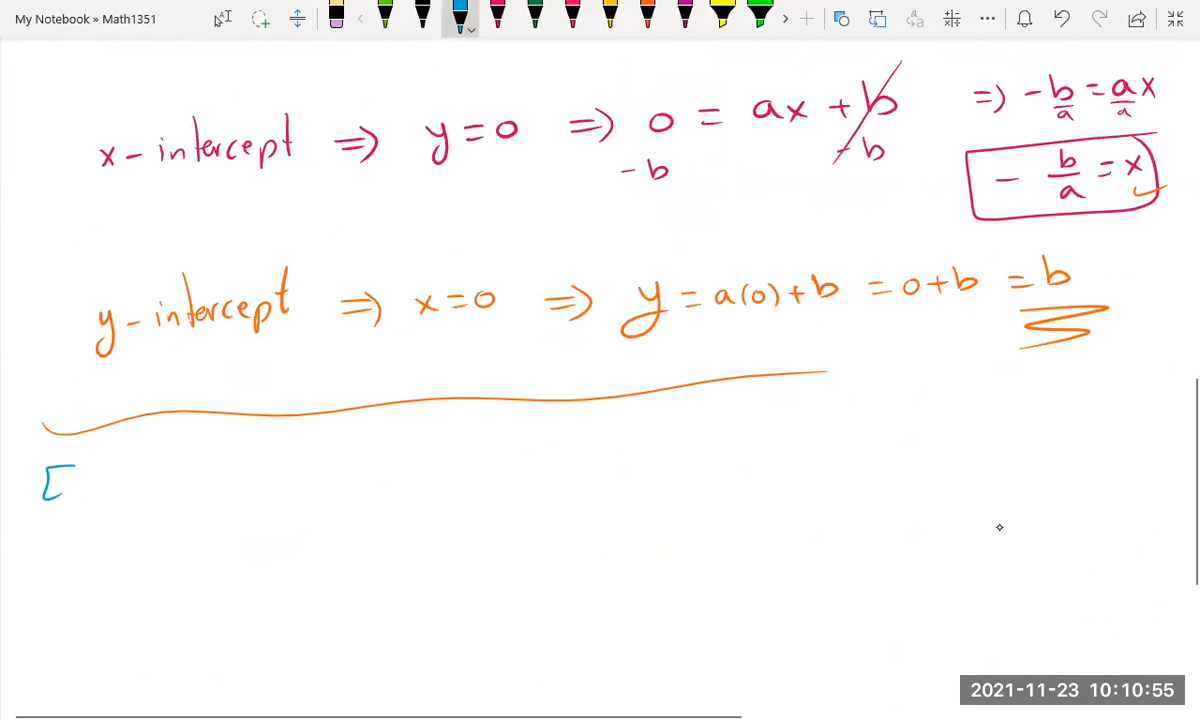 My Notebook » Math1351
x - intercept ⇒ y = 0 ⇒ 0 = ax + b ⇒ -b/a = ax/a
-b -b
- b/a = x
y - intercept ⇒ x = 0 ⇒ y = a(0) + b = 0 + b = b
[
2021-11-23 10:10:55